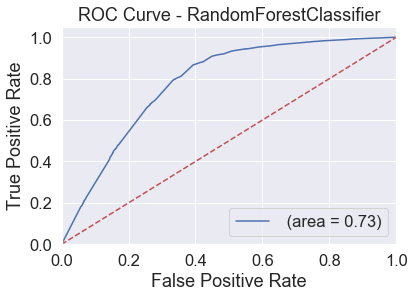 ROC Curve - RandomForestClassifier
1.0
0.8
0.6
0.4
0.2
0.0
True Positive Rate
(area = 0.73)
0.0 0.2 0.4 0.6 0.8 1.0
False Positive Rate